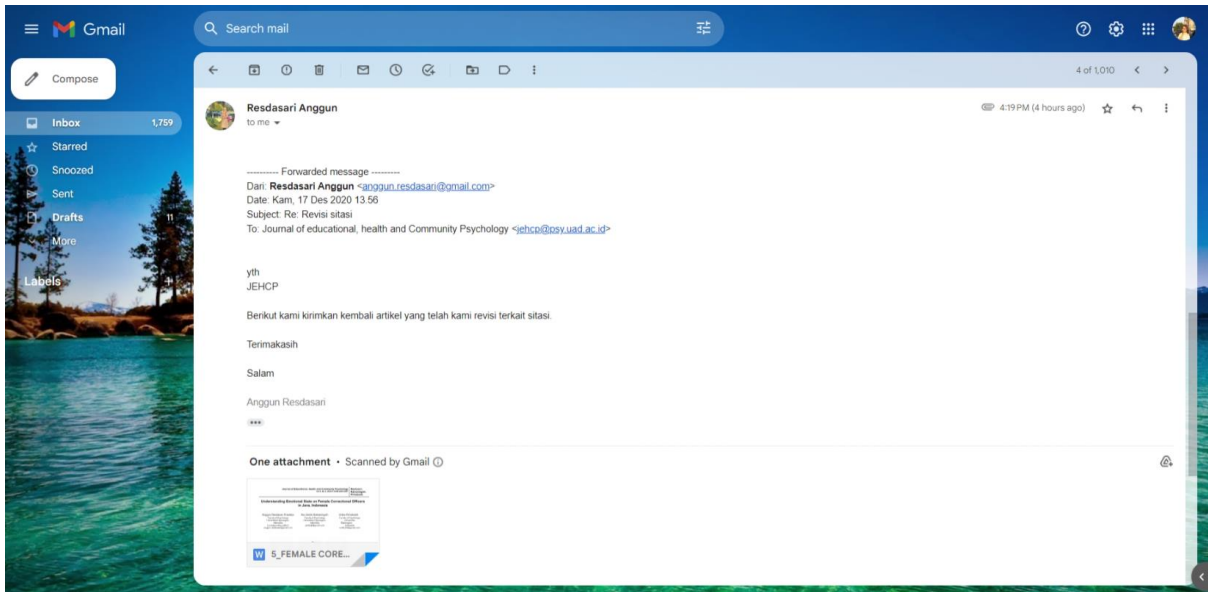 Gmail
Search mail
Compose
4 of 1,010
Inbox 1,759
Starred
Snoozed
Sent
Drafts 11
More
Labels
Resdasari Anggun
4:19 PM (4 hours ago)
to me
---------- Forwarded message ---------
Dari: Resdasari Anggun <anggun.resdasari@gmail.com>
Date: Kam, 17 Des 2020 13.56
Subject: Re: Revisi sitasi
To: Journal of educational, health and Community Psychology <jehcp@psy.uad.ac.id>
yth
JEHCP
Berikut kami kirimkan kembali artikel yang telah kami revisi terkait sitasi.
Terimakasih
Salam
Anggun Resdasari
One attachment • Scanned by Gmail
Understanding Emotional State on Female Correctional Officers
in Java, Indonesia
W 5_FEMALE CORE...